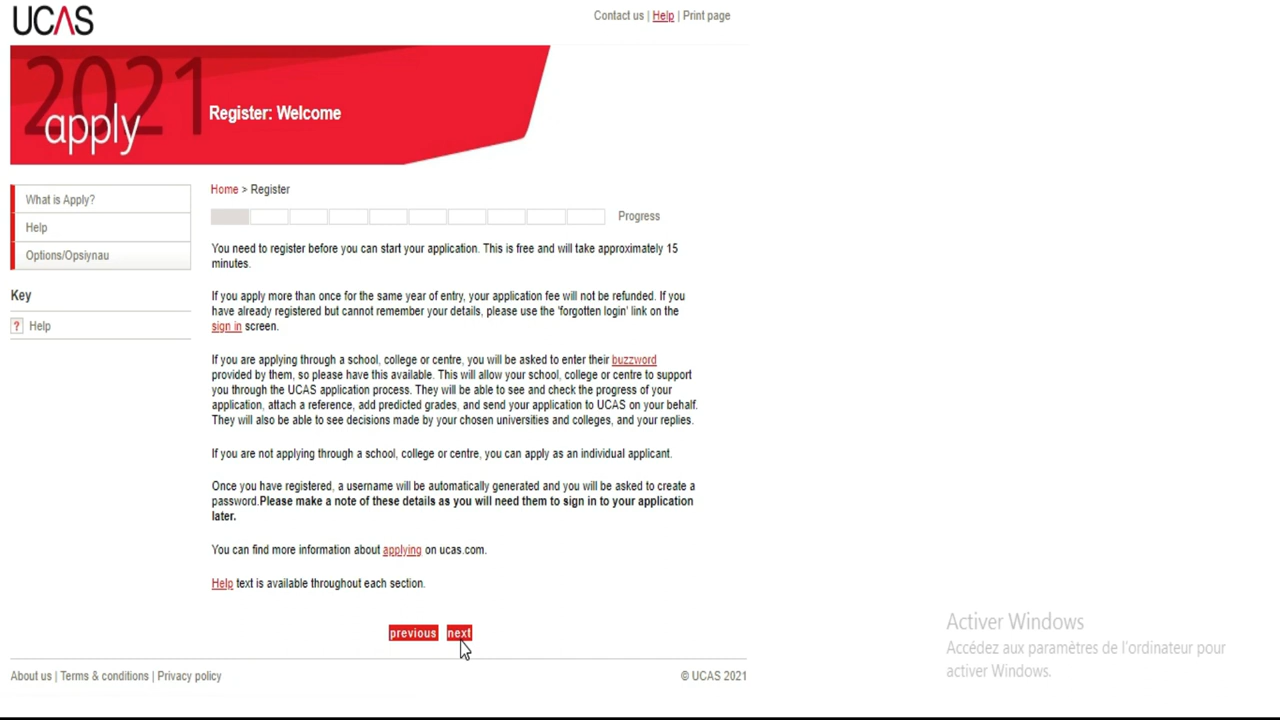 UCAS
Contact us | Help | Print page
2021
apply
Register: Welcome
What is Apply?
Help
Options/Opsiynau
Key
? Help
Home > Register
Progress
You need to register before you can start your application. This is free and will take approximately 15
minutes.
If you apply more than once for the same year of entry, your application fee will not be refunded. If you
have already registered but cannot remember your details, please use the 'forgotten login' link on the
sign in screen.
If you are applying through a school, college or centre, you will be asked to enter their buzzword
provided by them, so please have this available. This will allow your school, college or centre to support
you through the UCAS application process. They will be able to see and check the progress of your
application, attach a reference, add predicted grades, and send your application to UCAS on your behalf.
They will also be able to see decisions made by your chosen universities and colleges, and your replies.
If you are not applying through a school, college or centre, you can apply as an individual applicant.
Once you have registered, a username will be automatically generated and you will be asked to create a
password.Please make a note of these details as you will need them to sign in to your application
later.
You can find more information about applying on ucas.com.
Help text is available throughout each section.
previous next
About us | Terms & conditions | Privacy policy
© UCAS 2021
Activer Windows
Accédez aux paramètres de l'ordinateur pour
activer Windows.